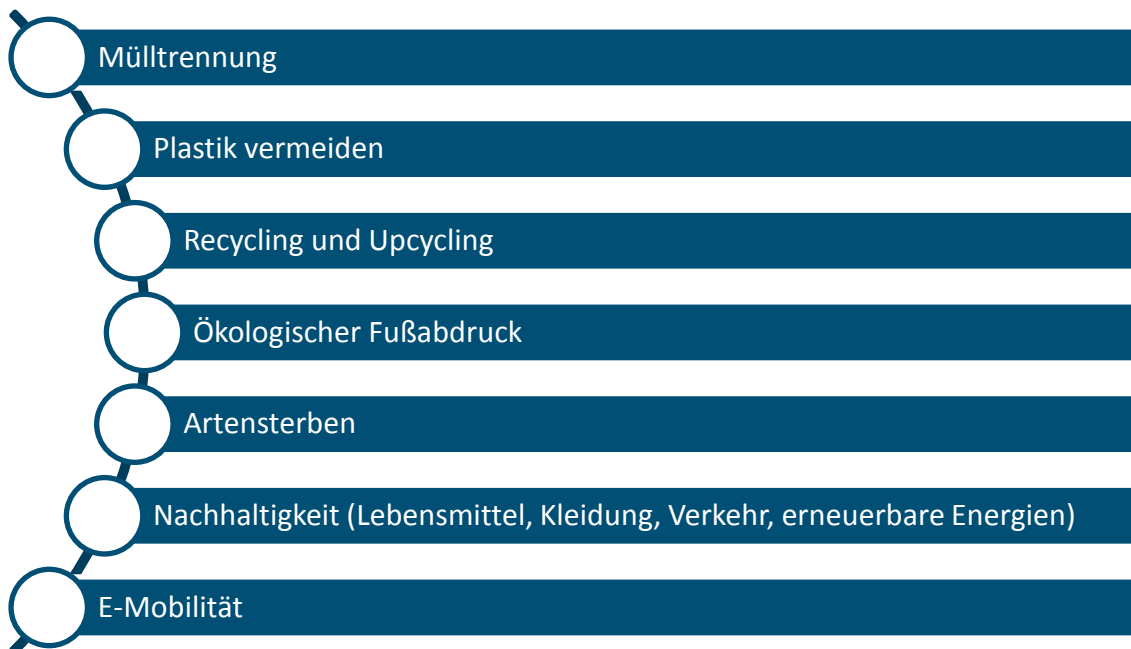 Mülltrennung
Plastik vermeiden
Recycling und Upcycling
Ökologischer Fußabdruck
Artensterben
Nachhaltigkeit (Lebensmittel, Kleidung, Verkehr, erneuerbare Energien)
E-Mobilität